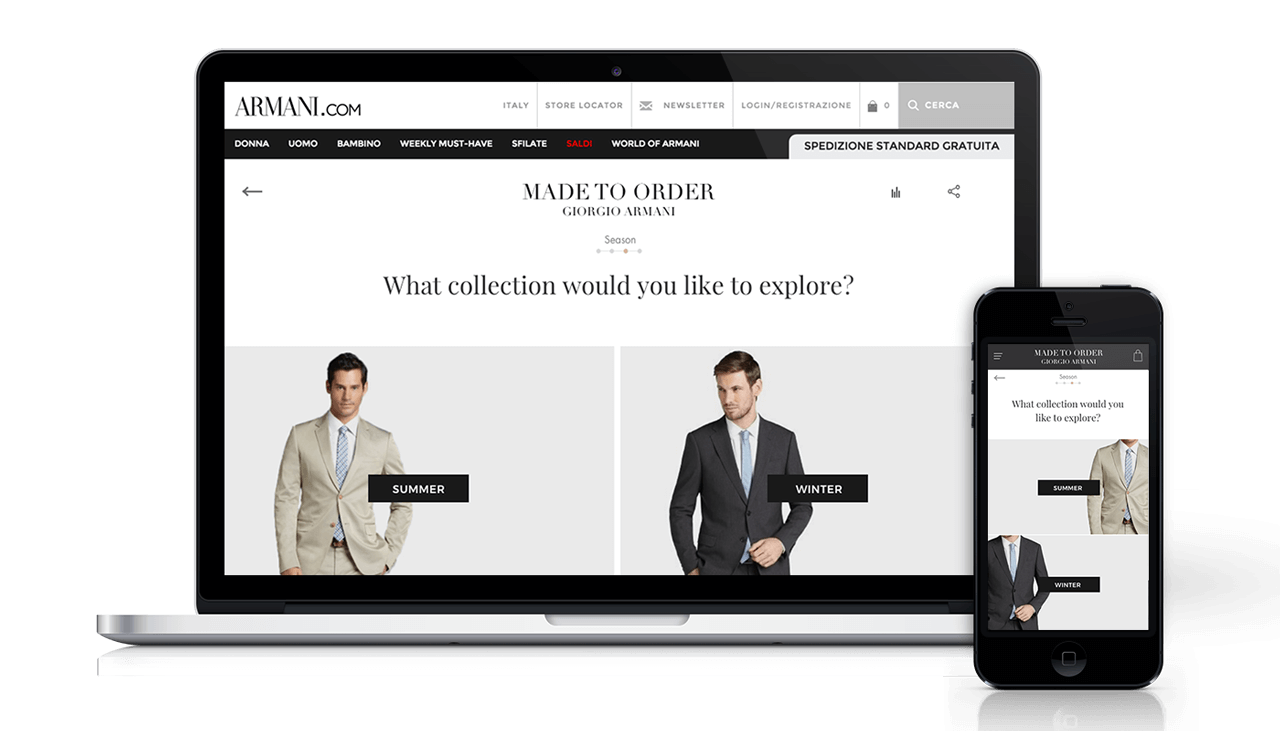 ARMANI.COM
ITALY
STORE LOCATOR
NEWSLETTER
LOGIN/REGISTRAZIONE
0
CERCA
DONNA UOMO BAMBINO WEEKLY MUST-HAVE SFILATE SALDI WORLD OF ARMANI
SPEDIZIONE STANDARD GRATUITA
MADE TO ORDER
GIORGIO ARMANI
Season
What collection would you like to explore?
SUMMER
WINTER
MADE TO ORDER
GIORGIO ARMANI
Season
What collection would you
like to explore?
SUMMER
WINTER